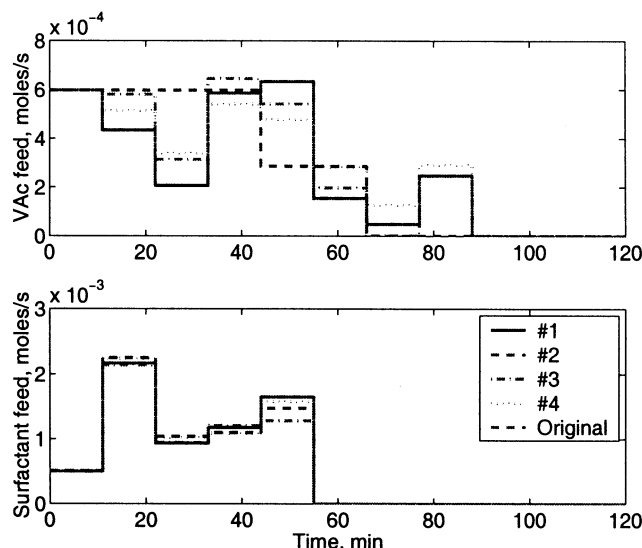 x 10⁻⁴
8
6
4
2
0
VAc feed, moles/s
0 20 40 60 80 100 120
x 10⁻³
3
2
1
0
Surfactant feed, moles/s
#1
#2
#3
#4
Original
0 20 40 60 80 100 120
Time, min